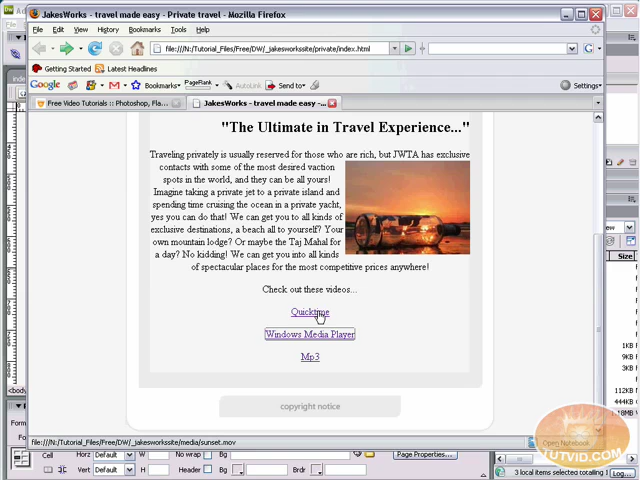 JakesWorks - travel made easy - Private travel - Mozilla Firefox
File Edit View History Bookmarks Tools Help
file:///N:/Tutorial_Files/Free/DW/_jakesworkssite/private/index.html
Getting Started Latest Headlines
Google Bookmarks PageRank AutoLink Send to Settings
Free Video Tutorials :: Photoshop, Fla... JakesWorks - travel made easy -...
"The Ultimate in Travel Experience..."
Traveling privately is usually reserved for those who are rich, but JWTA has exclusive
contacts with some of the most desired vaction
spots in the world, and they can be all yours!
Imagine taking a private jet to a private island and
spending time cruising the ocean in a private yacht,
yes you can do that! We can get you to all kinds of
exclusive destinations, a beach all to yourself? Your
own mountain lodge? Or maybe the Taj Mahal for
a day? No kidding! We can get you into all kinds
of spectacular places for the most competitive prices anywhere!
Check out these videos...
Quicktime
Windows Media Player
Mp3
copyright notice
file:///N:/Tutorial_Files/Free/DW/_jakesworkssite/media/sunset.mov
Open Notebook
TUTVID.COM
Size
1KB
3KB
8KB
112KB
444KB
Cell Horz Default W No wrap Bg Page Properties...
Vert Default H Header Bg Brdr
3 local items selected totalling Log...